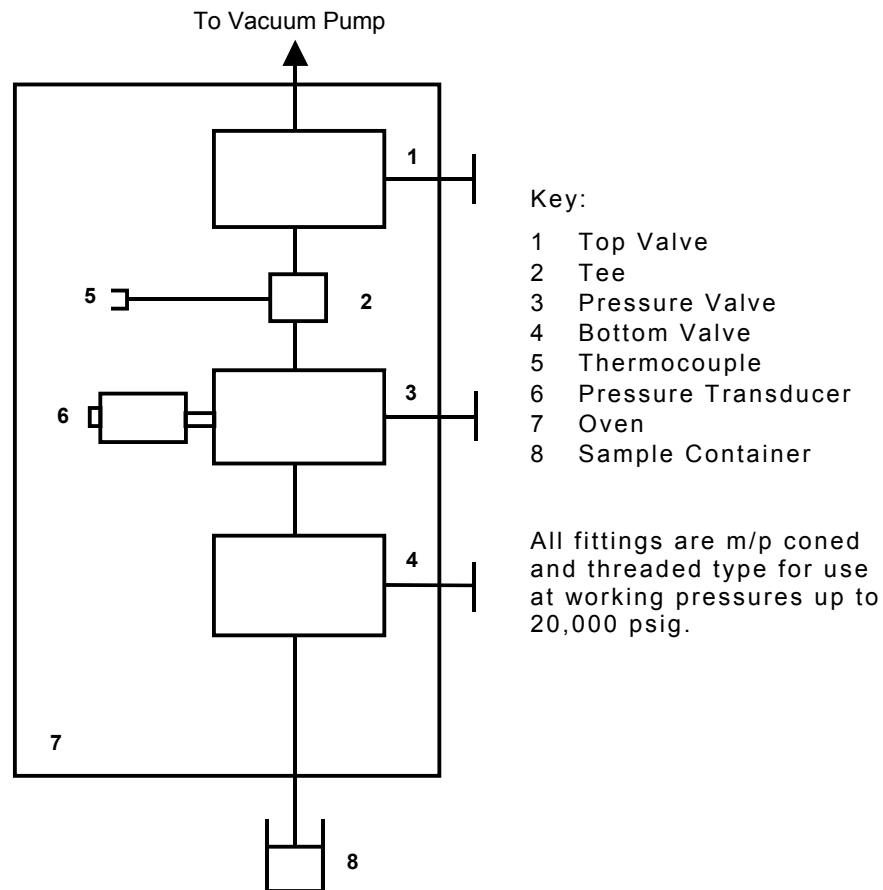 To Vacuum Pump
1
5
2
6
3
4
7
8
Key:
1 Top Valve
2 Tee
3 Pressure Valve
4 Bottom Valve
5 Thermocouple
6 Pressure Transducer
7 Oven
8 Sample Container
All fittings are m/p coned
and threaded type for use
at working pressures up to
20,000 psig.